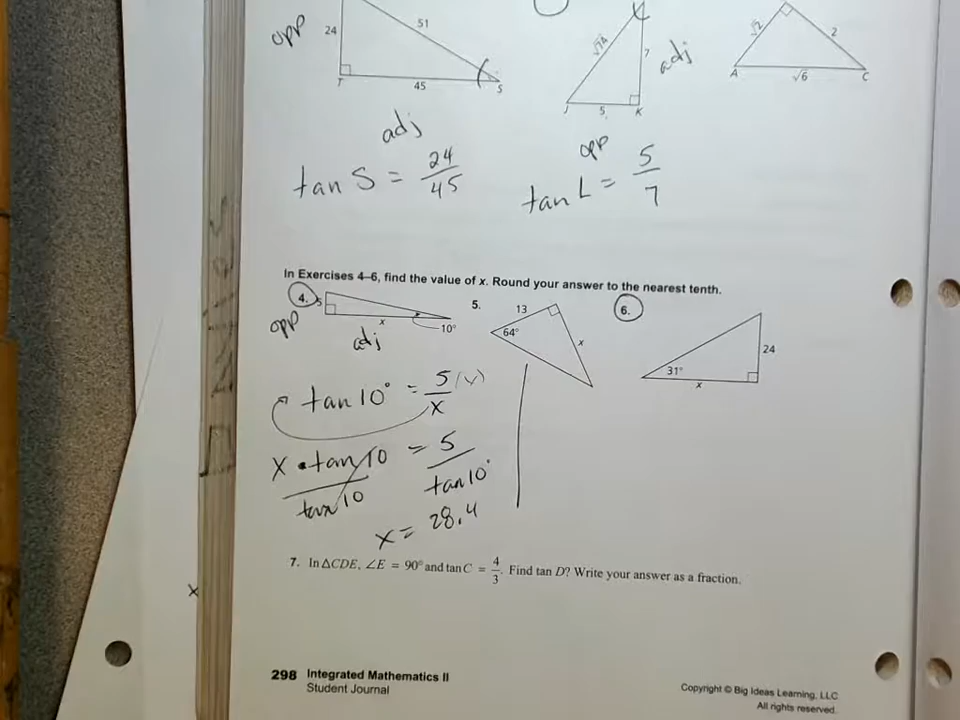 opp
24
51
T
45
S
adj
tan S = 24/45
√74
7
adj
J
5
K
opp
tan L = 5/7
√2
2
A
√6
C
In Exercises 4–6, find the value of x. Round your answer to the nearest tenth.
4.
5
x
10°
opp
adj
tan 10° = 5/x
x • tan 10 = 5
tan 10
tan 10°
x = 28.4
5.
13
64°
x
6.
24
31°
x
7. In △CDE, ∠E = 90° and tan C = 4/3. Find tan D? Write your answer as a fraction.
x
298 Integrated Mathematics II
Student Journal
Copyright © Big Ideas Learning, LLC
All rights reserved.